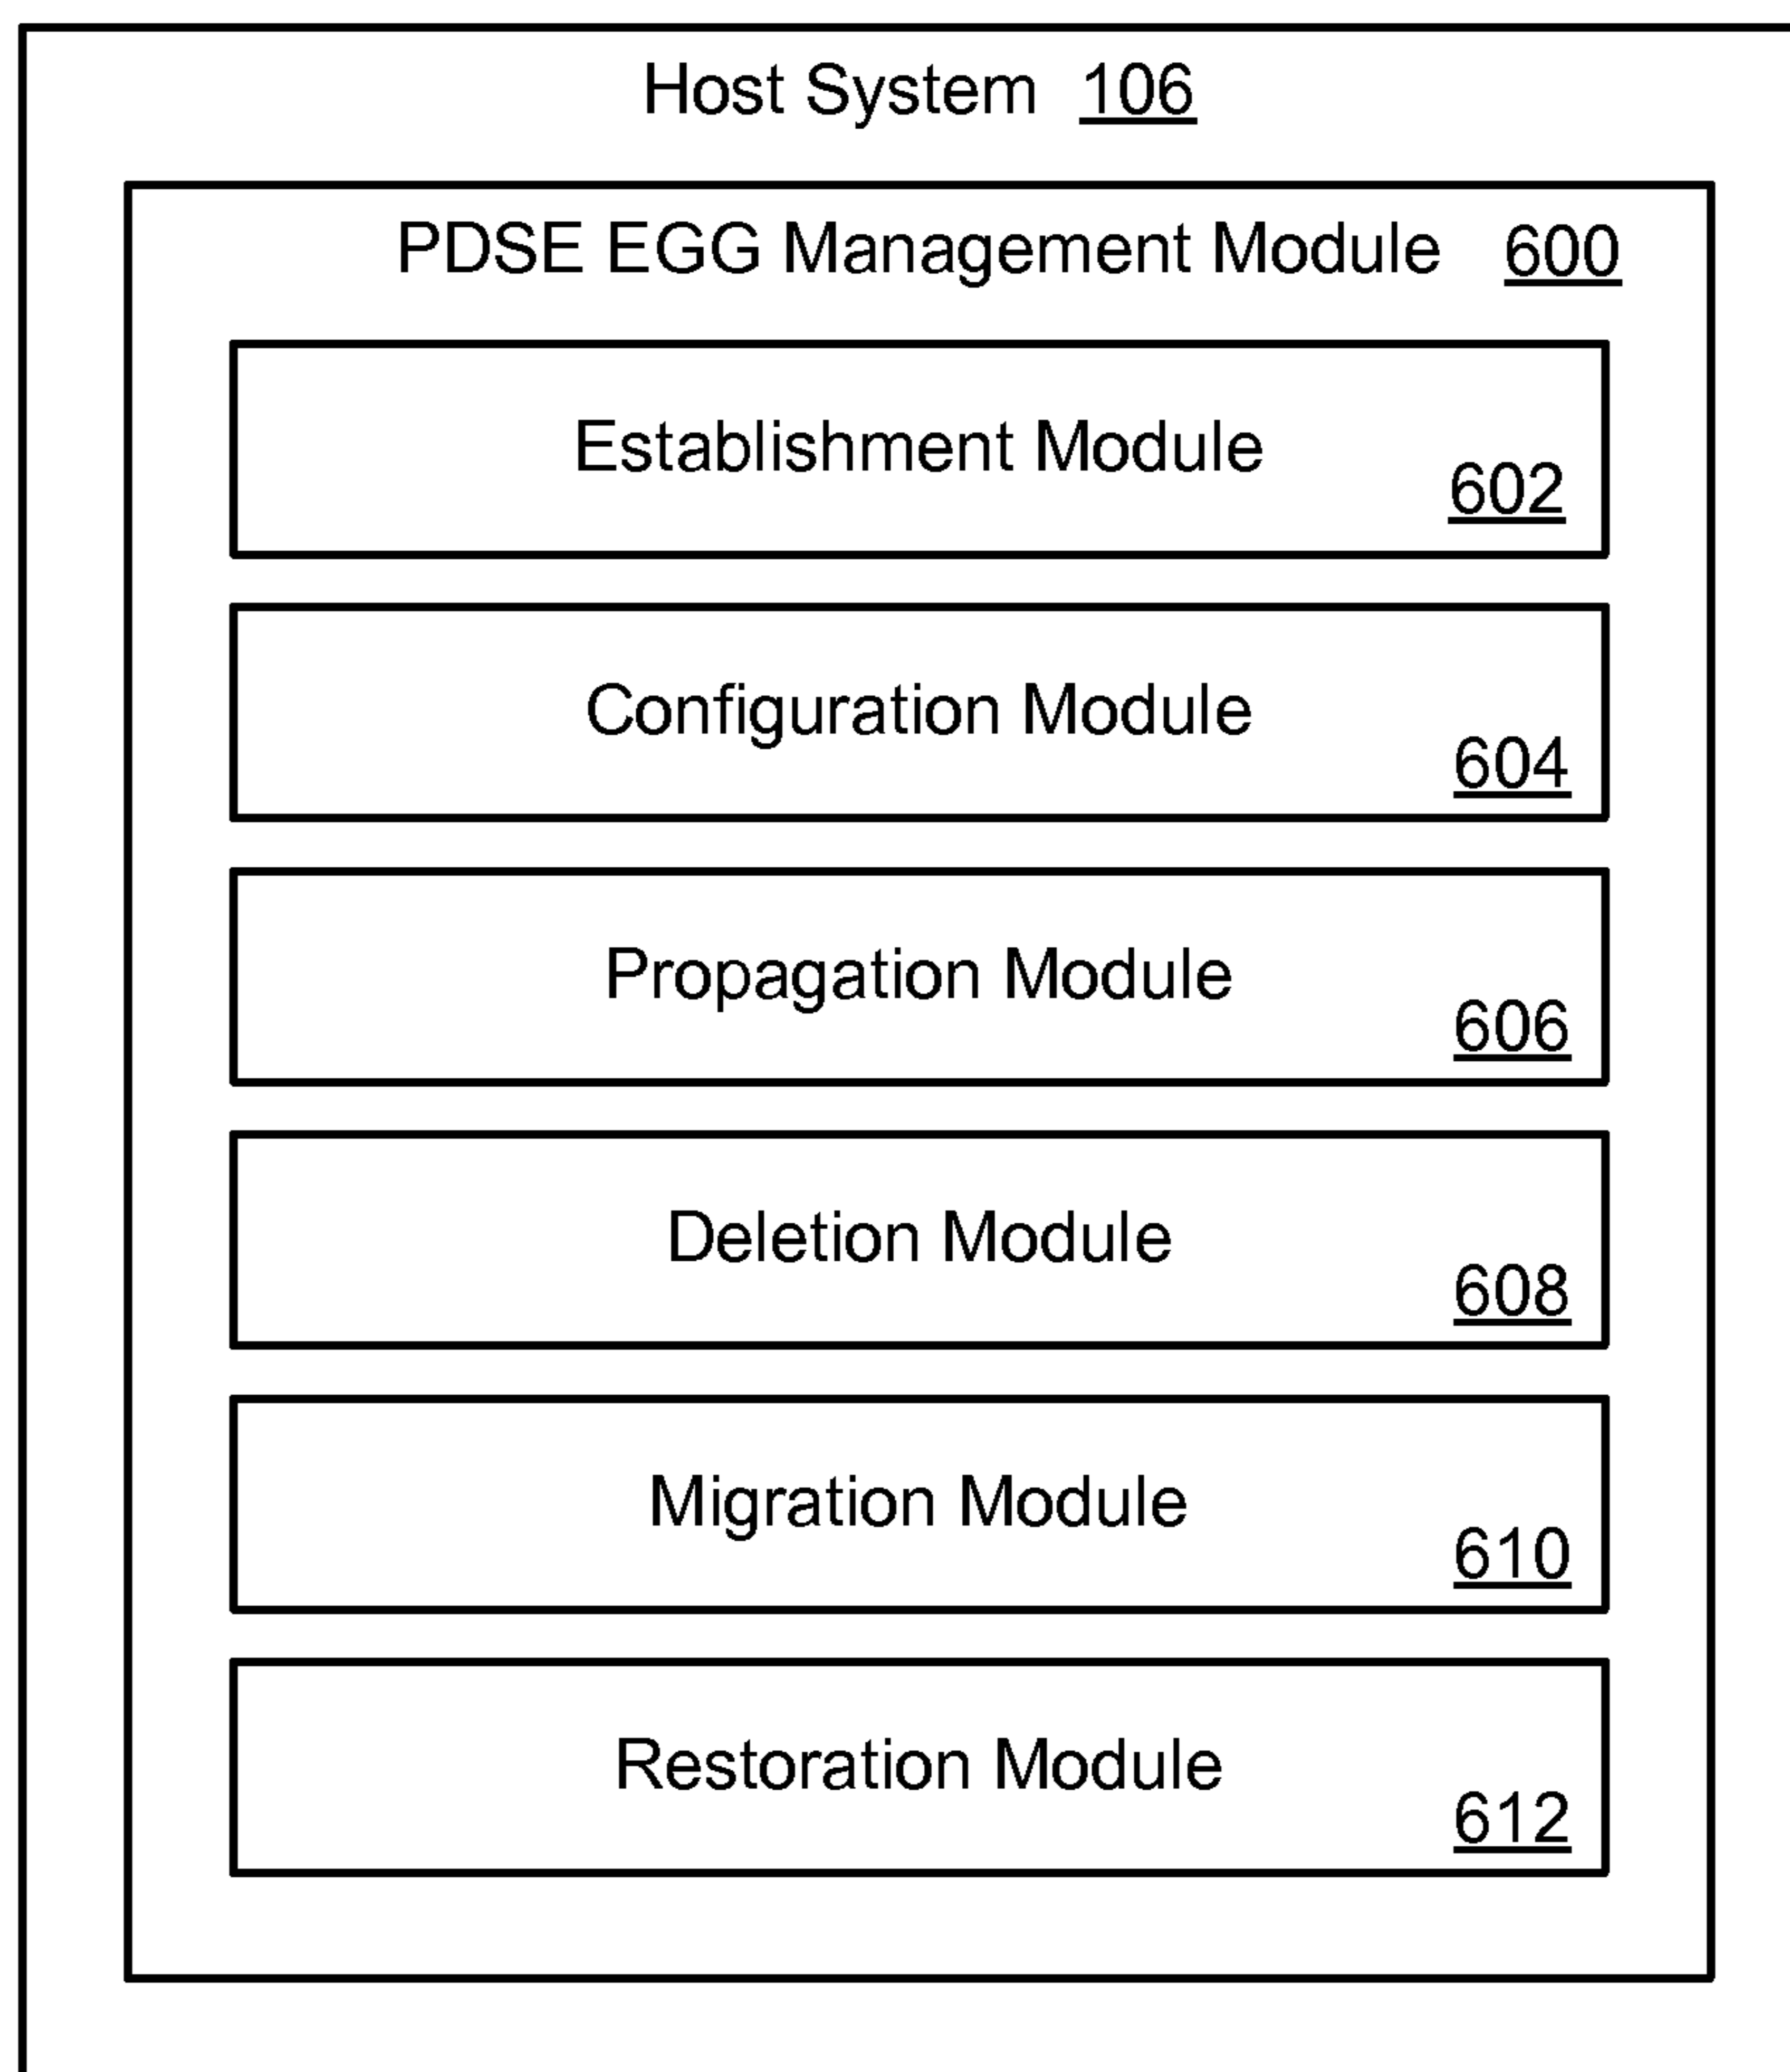 Host System 106
PDSE EGG Management Module 600
Establishment Module
602
Configuration Module
604
Propagation Module
606
Deletion Module
608
Migration Module
610
Restoration Module
612